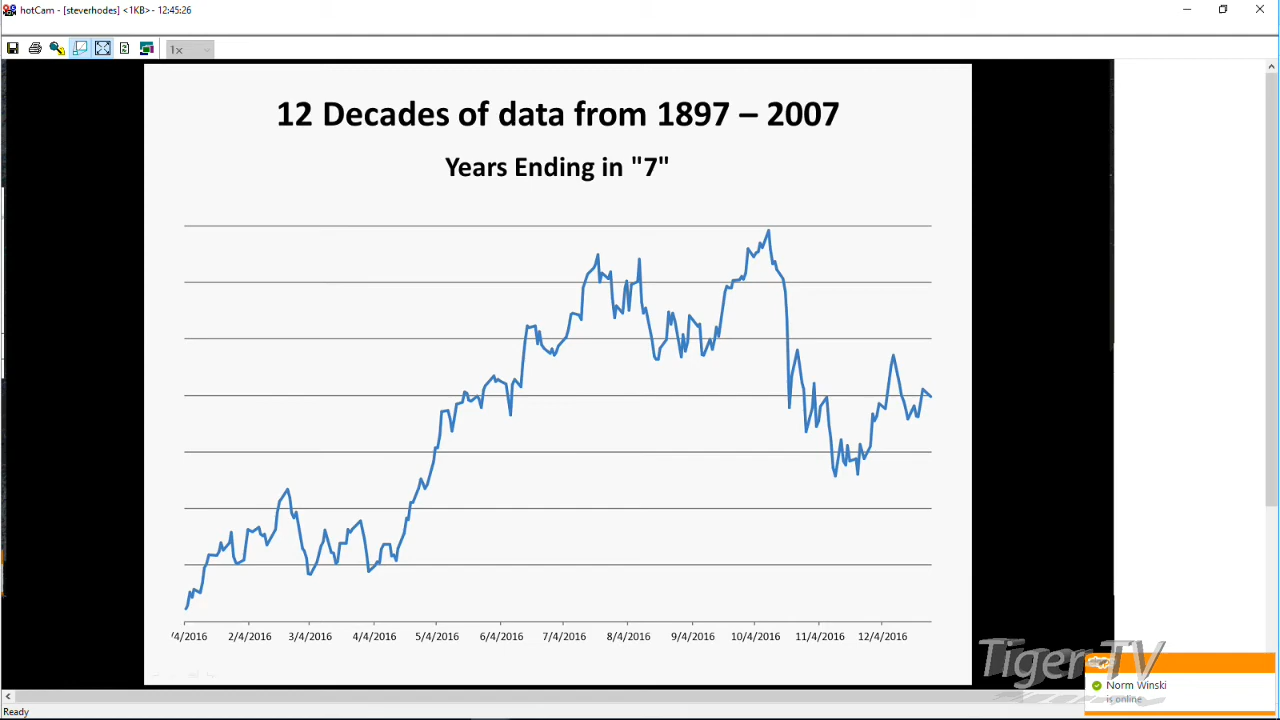 hotCam - [steverhodes] <1KB> - 12:45:26
1x
12 Decades of data from 1897 – 2007
Years Ending in "7"
/4/2016 2/4/2016 3/4/2016 4/4/2016 5/4/2016 6/4/2016 7/4/2016 8/4/2016 9/4/2016 10/4/2016 11/4/2016 12/4/2016
Tiger TV
Norm Winski
is online
Ready